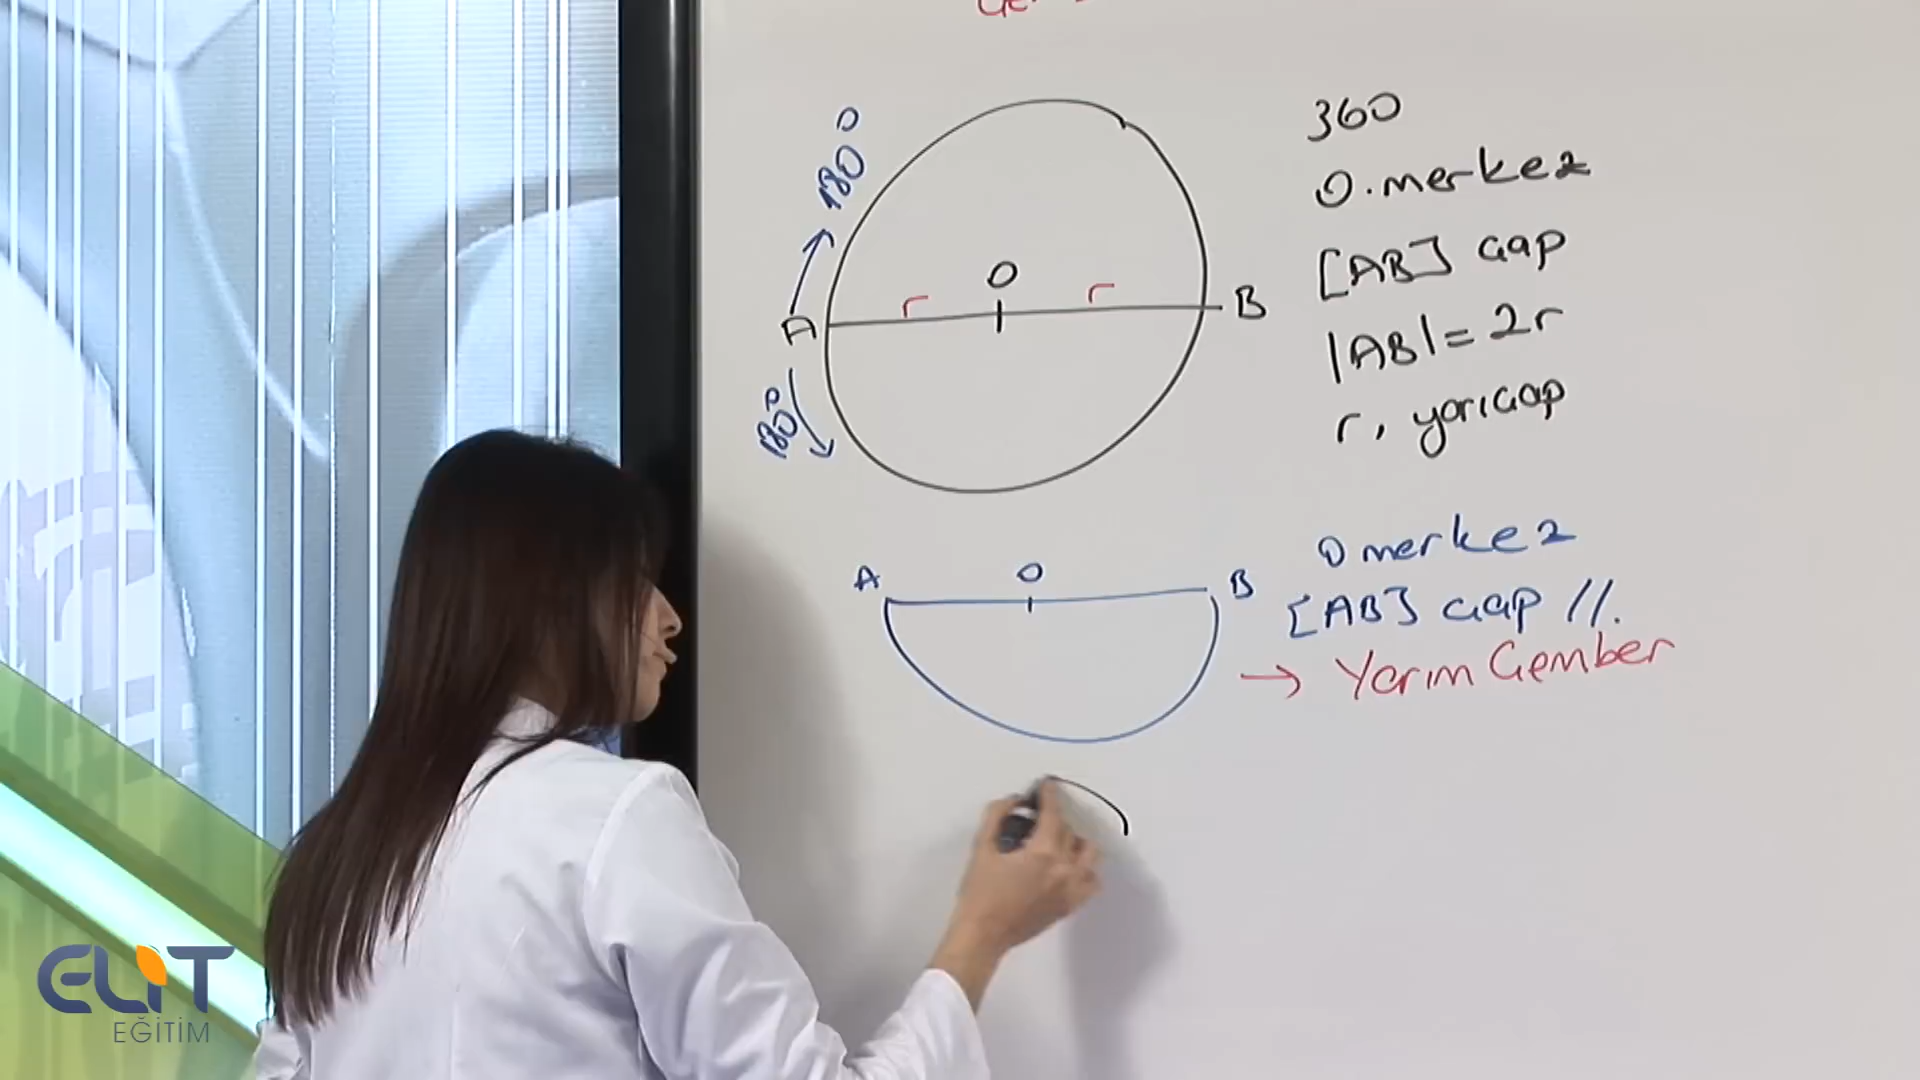 360
O.merkez
[AB] çap
|AB|= 2r
r, yarıçap
180°
O
r
r
A
B
180°
A
O
B
O merkez
[AB] çap //.
→ Yarım Çember
ELİT
EĞİTİM